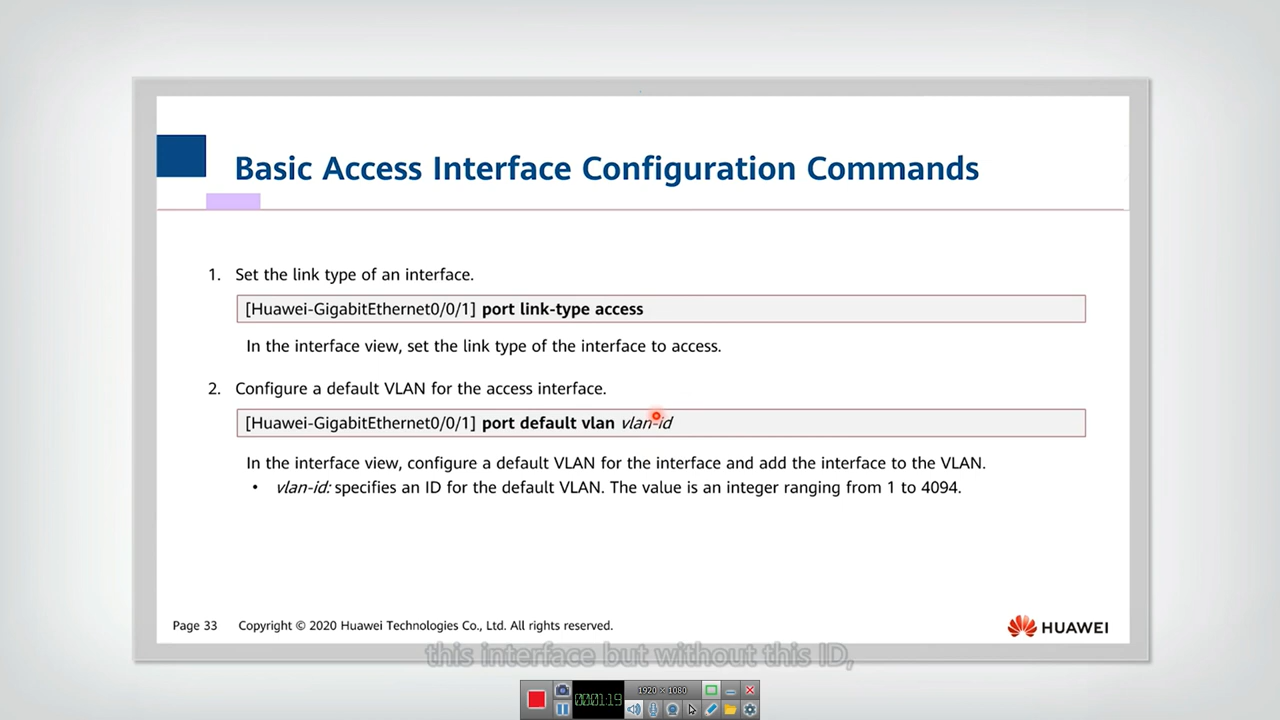 Basic Access Interface Configuration Commands
1. Set the link type of an interface.
[Huawei-GigabitEthernet0/0/1] port link-type access
In the interface view, set the link type of the interface to access.
2. Configure a default VLAN for the access interface.
[Huawei-GigabitEthernet0/0/1] port default vlan vlan-id
In the interface view, configure a default VLAN for the interface and add the interface to the VLAN.
• vlan-id: specifies an ID for the default VLAN. The value is an integer ranging from 1 to 4094.
Page 33 Copyright © 2020 Huawei Technologies Co., Ltd. All rights reserved.
HUAWEI
this interface but without this ID,
1920 × 1080
000:01:19